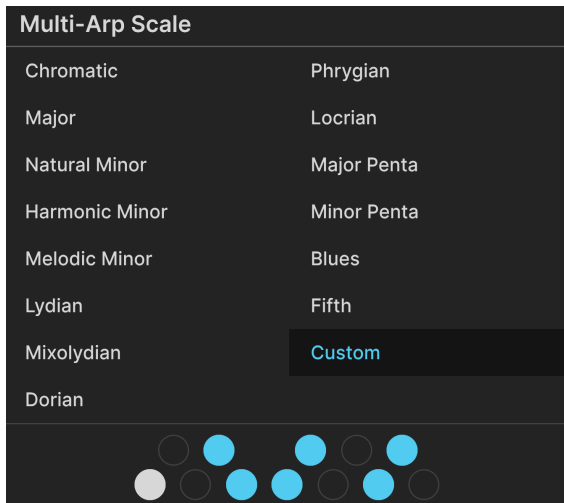 Multi-Arp Scale
Chromatic
Major
Natural Minor
Harmonic Minor
Melodic Minor
Lydian
Mixolydian
Dorian
Phrygian
Locrian
Major Penta
Minor Penta
Blues
Fifth
Custom